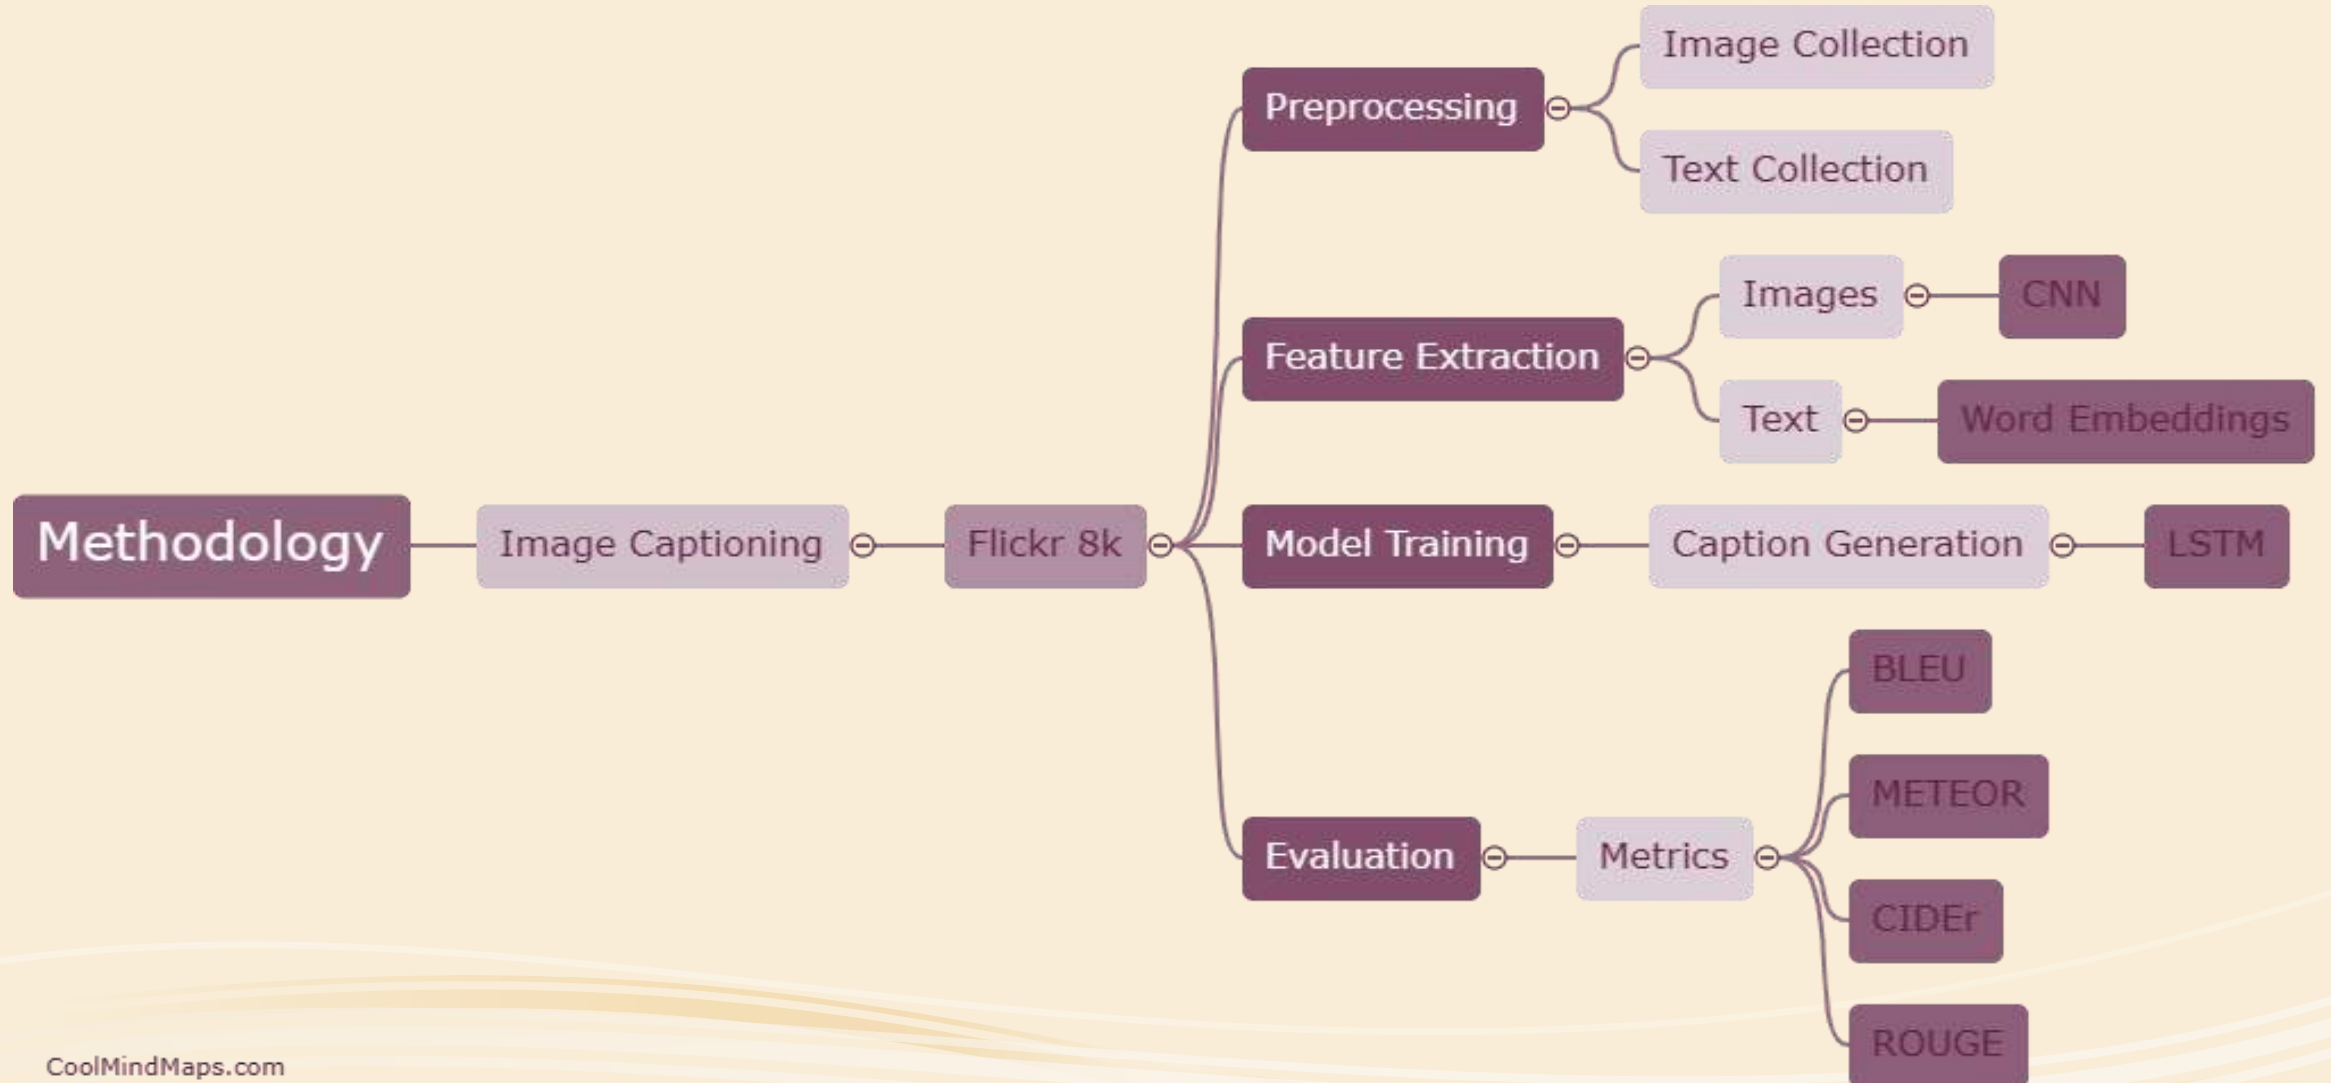 Image Collection
Preprocessing
Text Collection
Images
CNN
Feature Extraction
Text
Word Embeddings
Methodology
Image Captioning
Flickr 8k
Model Training
Caption Generation
LSTM
BLEU
METEOR
Evaluation
Metrics
CIDEr
ROUGE
CoolMindMaps.com